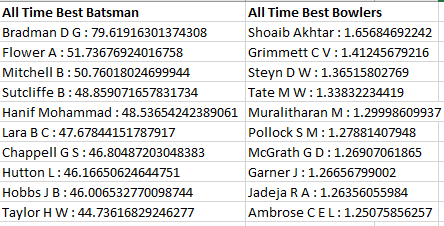 All Time Best Batsman All Time Best Bowlers
Bradman D G : 79.61916301374308 Shoaib Akhtar : 1.65684692242
Flower A : 51.73676924016758 Grimmett C V : 1.41245679216
Mitchell B : 50.76018024699944 Steyn D W : 1.36515802769
Sutcliffe B : 48.859071657831734 Tate M W : 1.33832234419
Hanif Mohammad : 48.53654242389061 Muralitharan M : 1.29998609937
Lara B C : 47.67844151787917 Pollock S M : 1.27881407948
Chappell G S : 46.80487203048383 McGrath G D : 1.26907061865
Hutton L : 46.16650624644751 Garner J : 1.26656799002
Hobbs J B : 46.006532770098744 Jadeja R A : 1.26356055984
Taylor H W : 44.73616829246277 Ambrose C E L : 1.25075856257